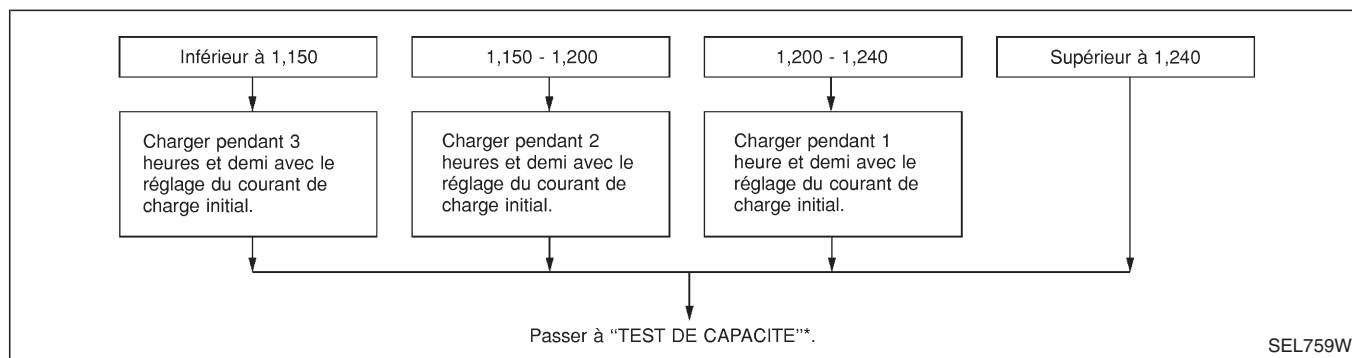 Inférieur à 1,150
1,150 - 1,200
1,200 - 1,240
Supérieur à 1,240
Charger pendant 3
heures et demi avec le
réglage du courant de
charge initial.
Charger pendant 2
heures et demi avec le
réglage du courant de
charge initial.
Charger pendant 1
heure et demi avec le
réglage du courant de
charge initial.
Passer à “TEST DE CAPACITE”*.
SEL759W